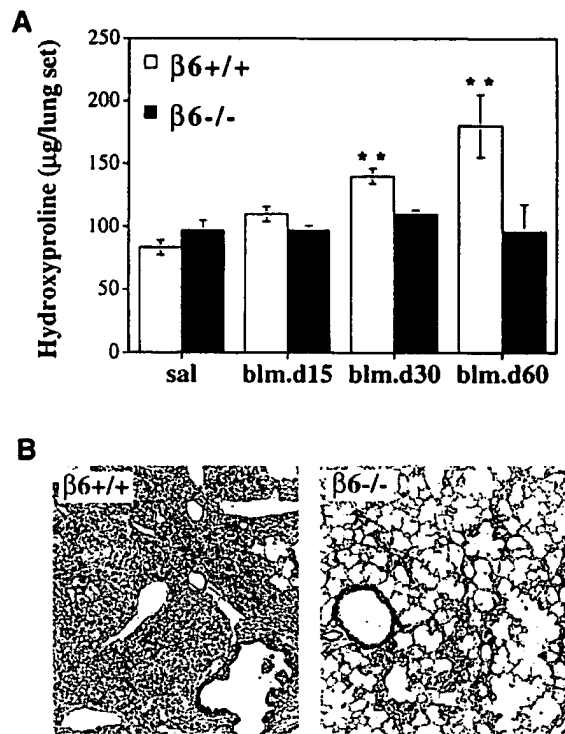 A
Hydroxyproline (μg/lung set)
250
200
150
100
50
0
β6+/+
β6-/-
**
**
sal blm.d15 blm.d30 blm.d60
B
β6+/+ β6-/-